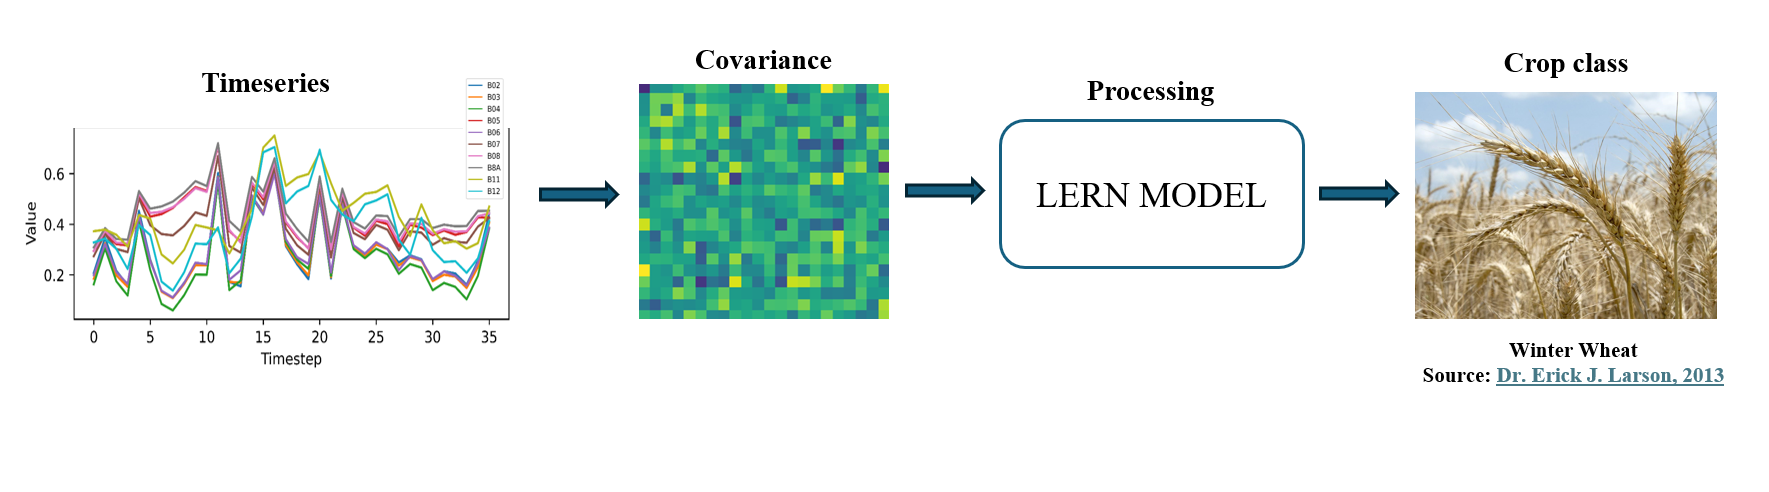 Timeseries
Covariance
Processing
Crop class
B02
B03
B04
B05
B06
B07
B08
B8A
B11
B12
Value
0.6
0.4
0.2
0 5 10 15 20 25 30 35
Timestep
LERN MODEL
Winter Wheat
Source: Dr. Erick J. Larson, 2013